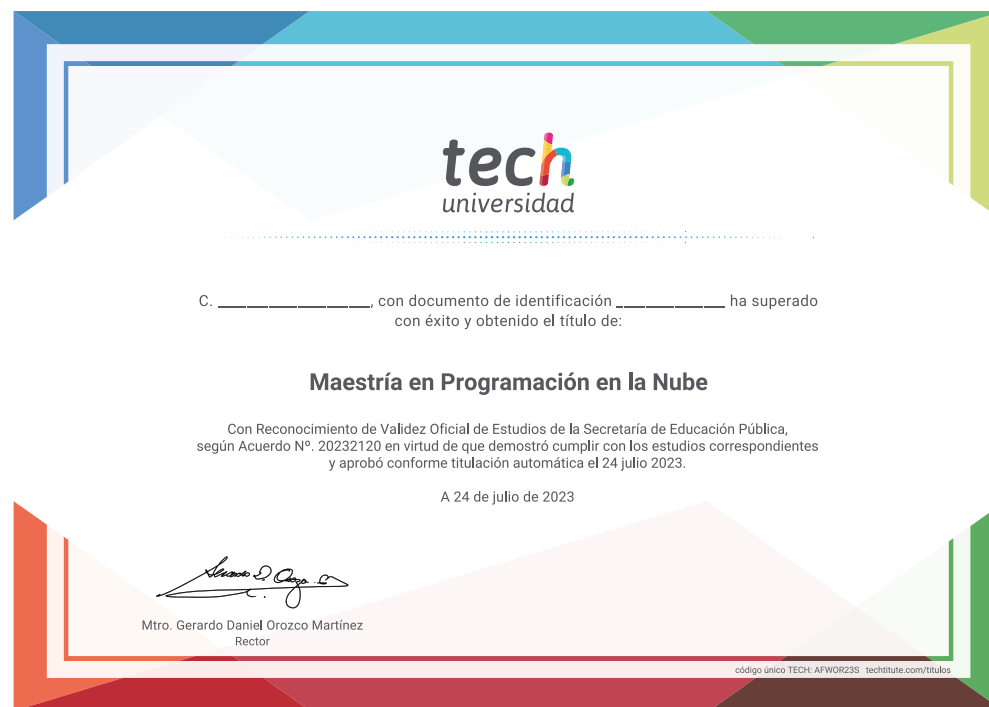 tech
universidad
C. ____________________, con documento de identificación ______________ ha superado
con éxito y obtenido el título de:
Maestría en Programación en la Nube
Con Reconocimiento de Validez Oficial de Estudios de la Secretaría de Educación Pública,
según Acuerdo Nº. 20232120 en virtud de que demostró cumplir con los estudios correspondientes
y aprobó conforme titulación automática el 24 julio 2023.
A 24 de julio de 2023
Mtro. Gerardo Daniel Orozco Martínez
Rector
código único TECH: AFWOR23S techtitute.com/titulos